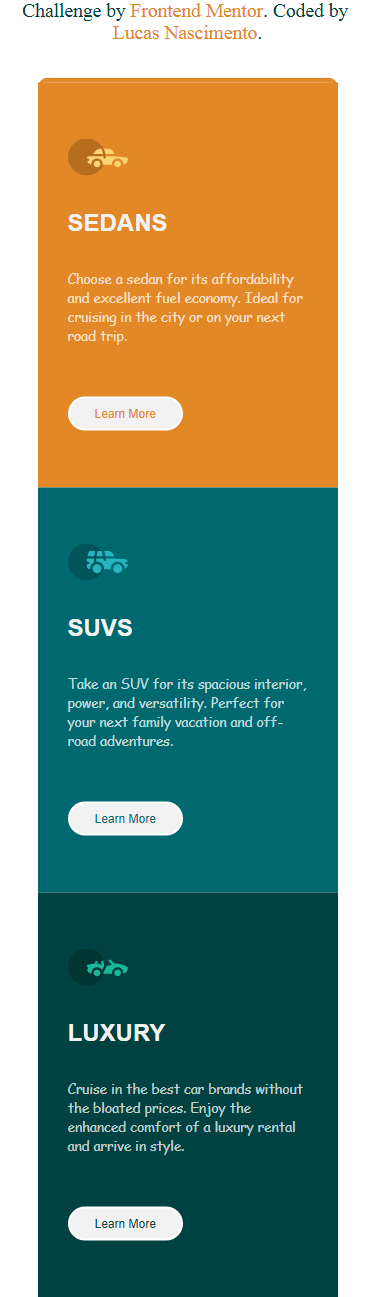 Challenge by Frontend Mentor. Coded by
Lucas Nascimento.
SEDANS
Choose a sedan for its affordability
and excellent fuel economy. Ideal for
cruising in the city or on your next
road trip.
Learn More
SUVS
Take an SUV for its spacious interior,
power, and versatility. Perfect for
your next family vacation and off-
road adventures.
Learn More
LUXURY
Cruise in the best car brands without
the bloated prices. Enjoy the
enhanced comfort of a luxury rental
and arrive in style.
Learn More